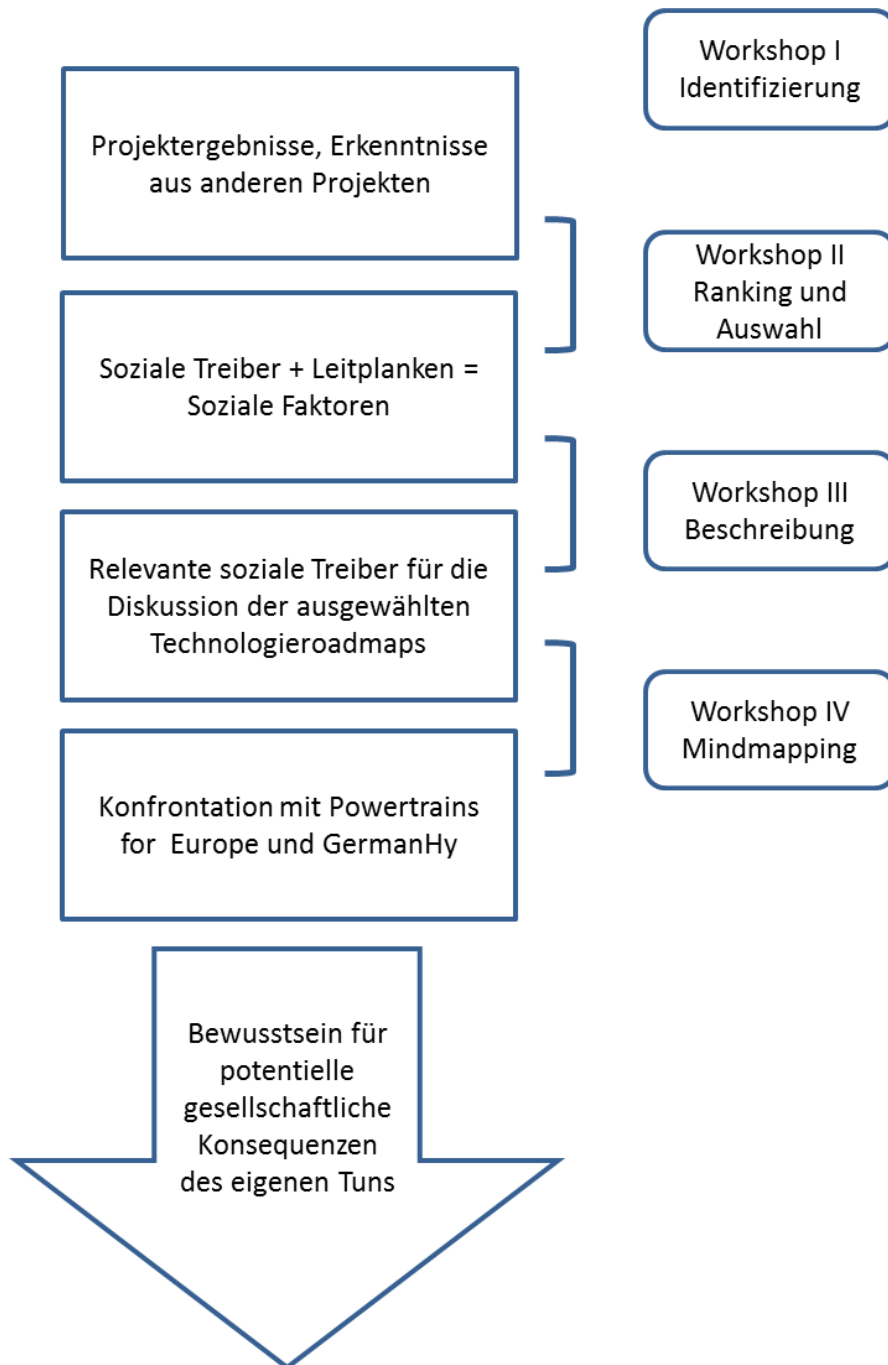 Workshop I
Identifizierung
Projektergebnisse, Erkenntnisse
aus anderen Projekten
Workshop II
Ranking und
Auswahl
Soziale Treiber + Leitplanken =
Soziale Faktoren
Workshop III
Beschreibung
Relevante soziale Treiber für die
Diskussion der ausgewählten
Technologieroadmaps
Workshop IV
Mindmapping
Konfrontation mit Powertrains
for Europe und GermanHy
Bewusstsein für
potentielle
gesellschaftliche
Konsequenzen
des eigenen Tuns